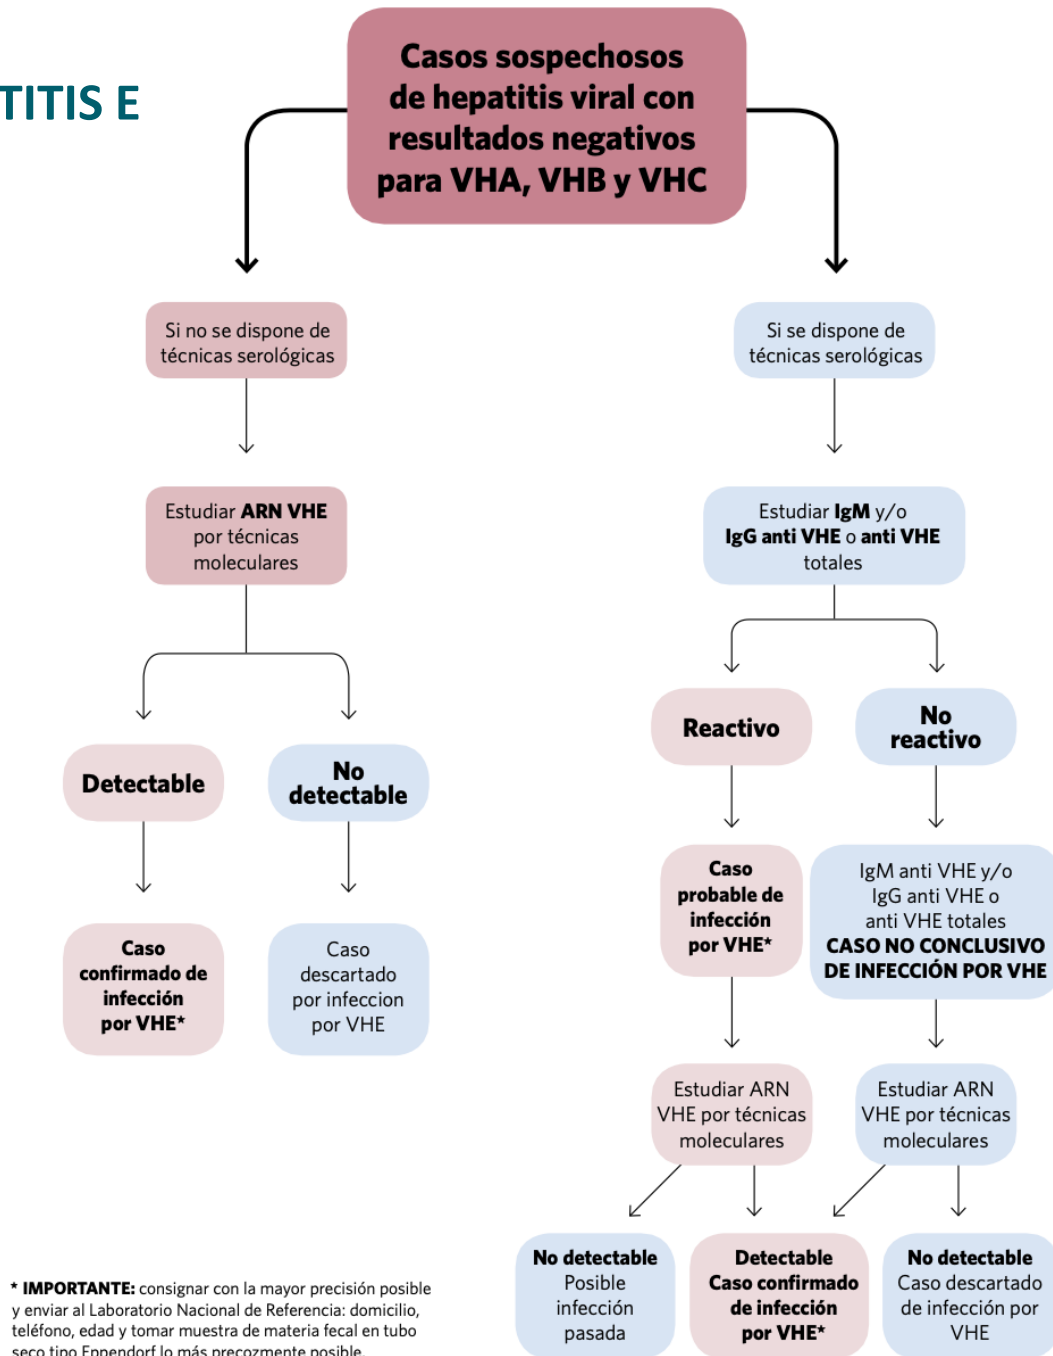 TITIS E
Casos sospechosos
de hepatitis viral con
resultados negativos
para VHA, VHB y VHC
Si no se dispone de
técnicas serológicas
Si se dispone de
técnicas serológicas
Estudiar ARN VHE
por técnicas
moleculares
Estudiar IgM y/o
IgG anti VHE o anti VHE
totales
Detectable
No
detectable
Reactivo
No
reactivo
Caso
confirmado de
infección
por VHE*
Caso
descartado
por infeccion
por VHE
Caso
probable de
infección
por VHE*
IgM anti VHE y/o
IgG anti VHE o
anti VHE totales
CASO NO CONCLUSIVO
DE INFECCIÓN POR VHE
Estudiar ARN
VHE por técnicas
moleculares
Estudiar ARN
VHE por técnicas
moleculares
No detectable
Posible
infección
pasada
Detectable
Caso confirmado
de infección
por VHE*
No detectable
Caso descartado
de infección por
VHE
* IMPORTANTE: consignar con la mayor precisión posible
y enviar al Laboratorio Nacional de Referencia: domicilio,
teléfono, edad y tomar muestra de materia fecal en tubo
seco tipo Eppendorf lo más precozmente posible.